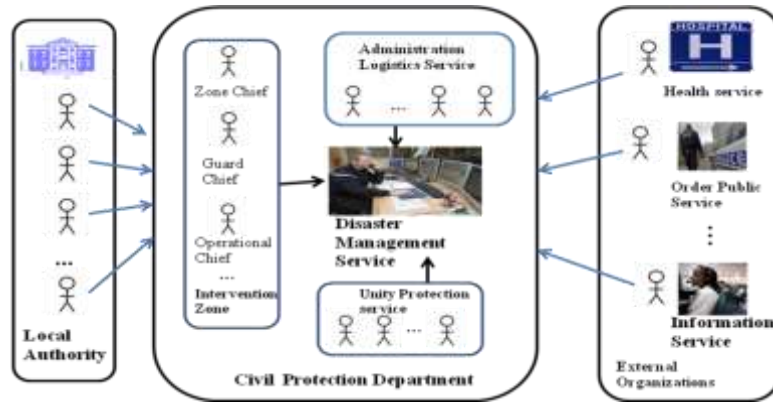 Local
Authority
...
Zone Chief
Guard
Chief
Operational
Chief
...
Intervention
Zone
Administration
Logistics Service
...
Disaster
Management
Service
Unity Protection
service
...
Civil Protection Department
HOSPITAL
H
Health service
Order Public
Service
Information
Service
External
Organizations